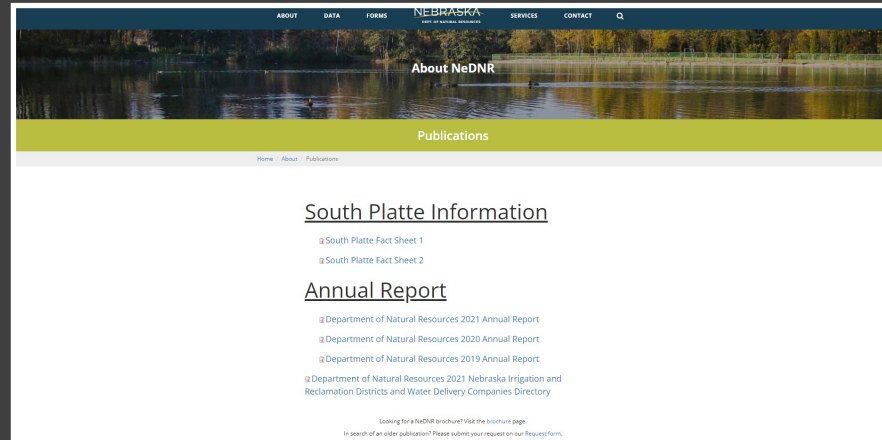 ABOUT DATA FORMS NEBRASKA SERVICES CONTACT
DEPT. OF NATURAL RESOURCES
About NeDNR
Publications
Home / About / Publications
South Platte Information
South Platte Fact Sheet 1
South Platte Fact Sheet 2
Annual Report
Department of Natural Resources 2021 Annual Report
Department of Natural Resources 2020 Annual Report
Department of Natural Resources 2019 Annual Report
Department of Natural Resources 2021 Nebraska Irrigation and
Reclamation Districts and Water Delivery Companies Directory
Looking for a NeDNR brochure? Visit the brochure page.
In search of an older publication? Please submit your request on our Request form.